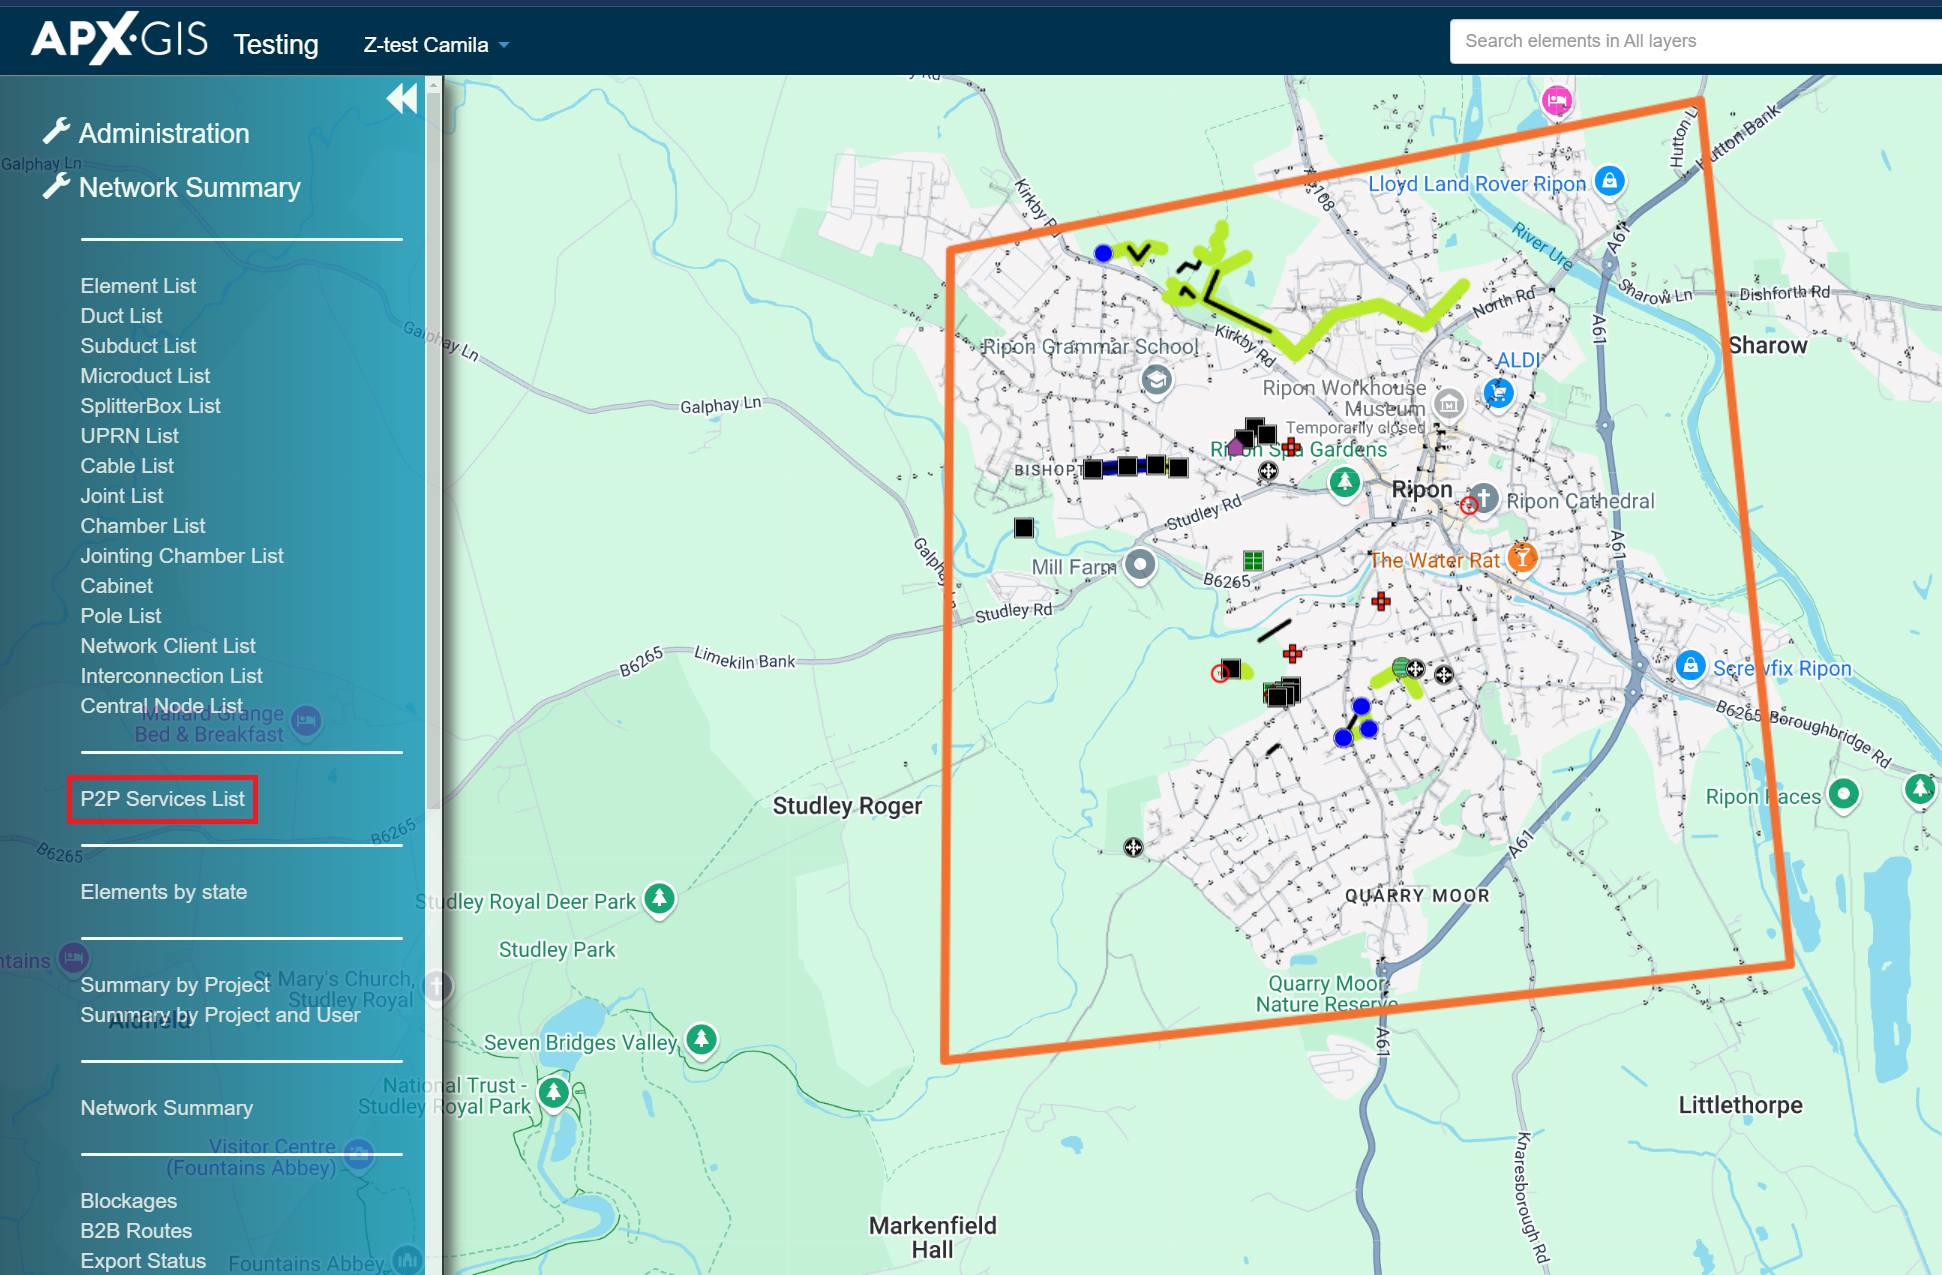 APX·GIS Testing Z-test Camila
Search elements in All layers
Administration
Network Summary
Element List
Duct List
Subduct List
Microduct List
SplitterBox List
UPRN List
Cable List
Joint List
Chamber List
Jointing Chamber List
Cabinet
Pole List
Network Client List
Interconnection List
Central Node List
P2P Services List
Elements by state
Summary by Project
Summary by Project and User
Network Summary
Blockages
B2B Routes
Export Status
Galphay Ln
Galphay Ln
Mallard Grange
Bed & Breakfast
B6265
B6265
Aldfield
St Mary's Church,
Studley Royal
National Trust -
Studley Royal Park
Visitor Centre
(Fountains Abbey)
Fountains Abbey
Kirkby Rd
Hutton Bank
Lloyd Land Rover Ripon
A61
River Ure
Sharow Ln
Dishforth Rd
North Rd
A61
Sharow
Kirkby Rd
Ripon Grammar School
ALDI
Ripon Workhouse
Museum
Temporarily closed
Galphay Ln
Ripon Spa Gardens
BISHOPT
Ripon
Ripon Cathedral
Studley Rd
Galphay Ln
A61
The Water Rat
Mill Farm
B6265
Studley Rd
B6265
Limekiln Bank
Screwfix Ripon
B6265
Boroughbridge Rd
Ripon Races
Studley Roger
A61
QUARRY MOOR
Studley Royal Deer Park
Studley Park
Quarry Moor
Nature Reserve
A61
Seven Bridges Valley
Littlethorpe
Knaresborough Rd
Markenfield
Hall